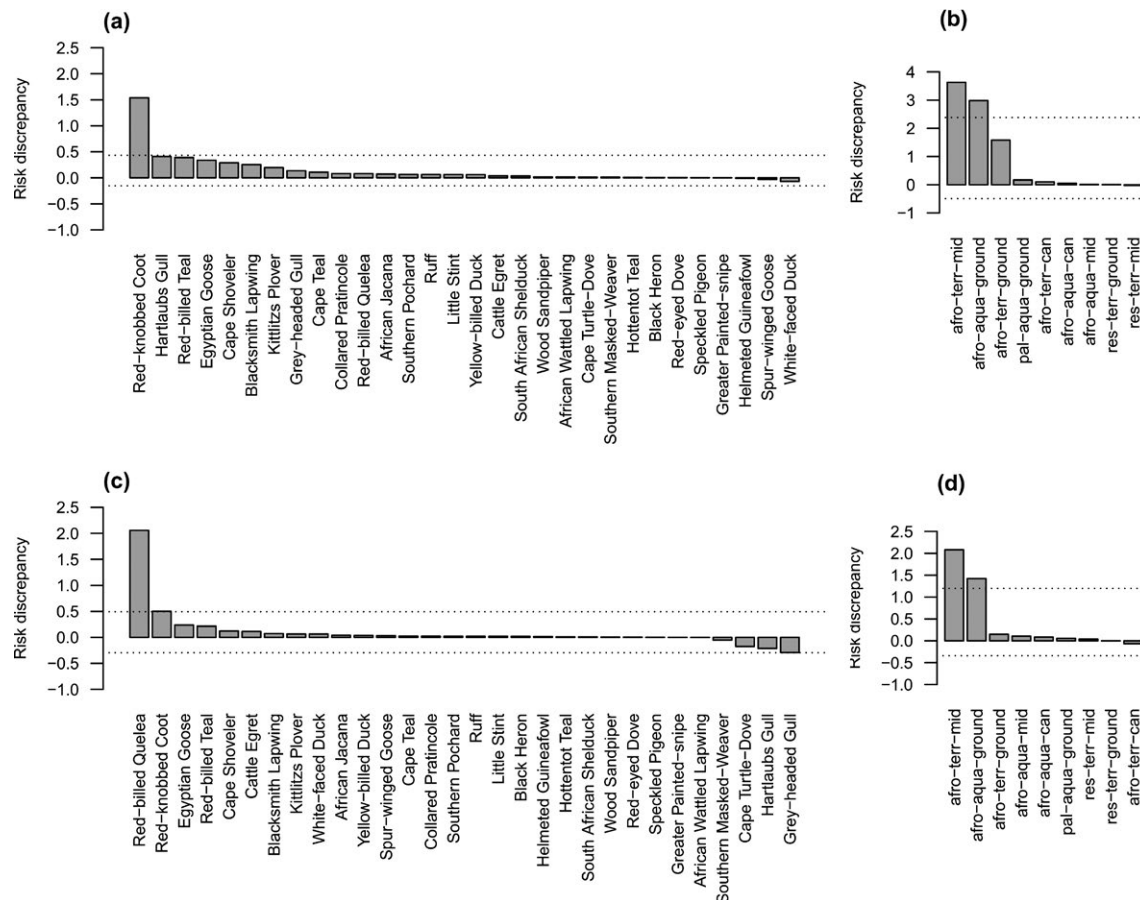 (a)
Risk discrepancy
2.5
2.0
1.5
1.0
0.5
0.0
−0.5
−1.0
Red−knobbed Coot
Hartlaubs Gull
Red−billed Teal
Egyptian Goose
Cape Shoveler
Blacksmith Lapwing
Kittlitzs Plover
Grey−headed Gull
Cape Teal
Collared Pratincole
Red−billed Quelea
African Jacana
Southern Pochard
Ruff
Little Stint
Yellow−billed Duck
Cattle Egret
South African Shelduck
Wood Sandpiper
African Wattled Lapwing
Cape Turtle−Dove
Southern Masked−Weaver
Hottentot Teal
Black Heron
Red−eyed Dove
Speckled Pigeon
Greater Painted−snipe
Helmeted Guineafowl
Spur−winged Goose
White−faced Duck
(b)
Risk discrepancy
4
3
2
1
0
−1
afro−terr−mid
afro−aqua−ground
afro−terr−ground
pal−aqua−ground
afro−terr−can
afro−aqua−can
afro−aqua−mid
res−terr−ground
res−terr−mid
(c)
Risk discrepancy
2.5
2.0
1.5
1.0
0.5
0.0
−0.5
−1.0
Red−billed Quelea
Red−knobbed Coot
Egyptian Goose
Red−billed Teal
Cape Shoveler
Cattle Egret
Blacksmith Lapwing
Kittlitzs Plover
White−faced Duck
African Jacana
Yellow−billed Duck
Spur−winged Goose
Cape Teal
Collared Pratincole
Southern Pochard
Ruff
Little Stint
Black Heron
Helmeted Guineafowl
Hottentot Teal
South African Shelduck
Wood Sandpiper
Red−eyed Dove
Speckled Pigeon
Greater Painted−snipe
African Wattled Lapwing
Southern Masked−Weaver
Cape Turtle−Dove
Hartlaubs Gull
Grey−headed Gull
(d)
Risk discrepancy
2.5
2.0
1.5
1.0
0.5
0.0
−0.5
−1.0
afro−terr−mid
afro−aqua−ground
afro−terr−ground
afro−aqua−mid
afro−aqua−can
pal−aqua−ground
res−terr−mid
res−terr−ground
afro−terr−can